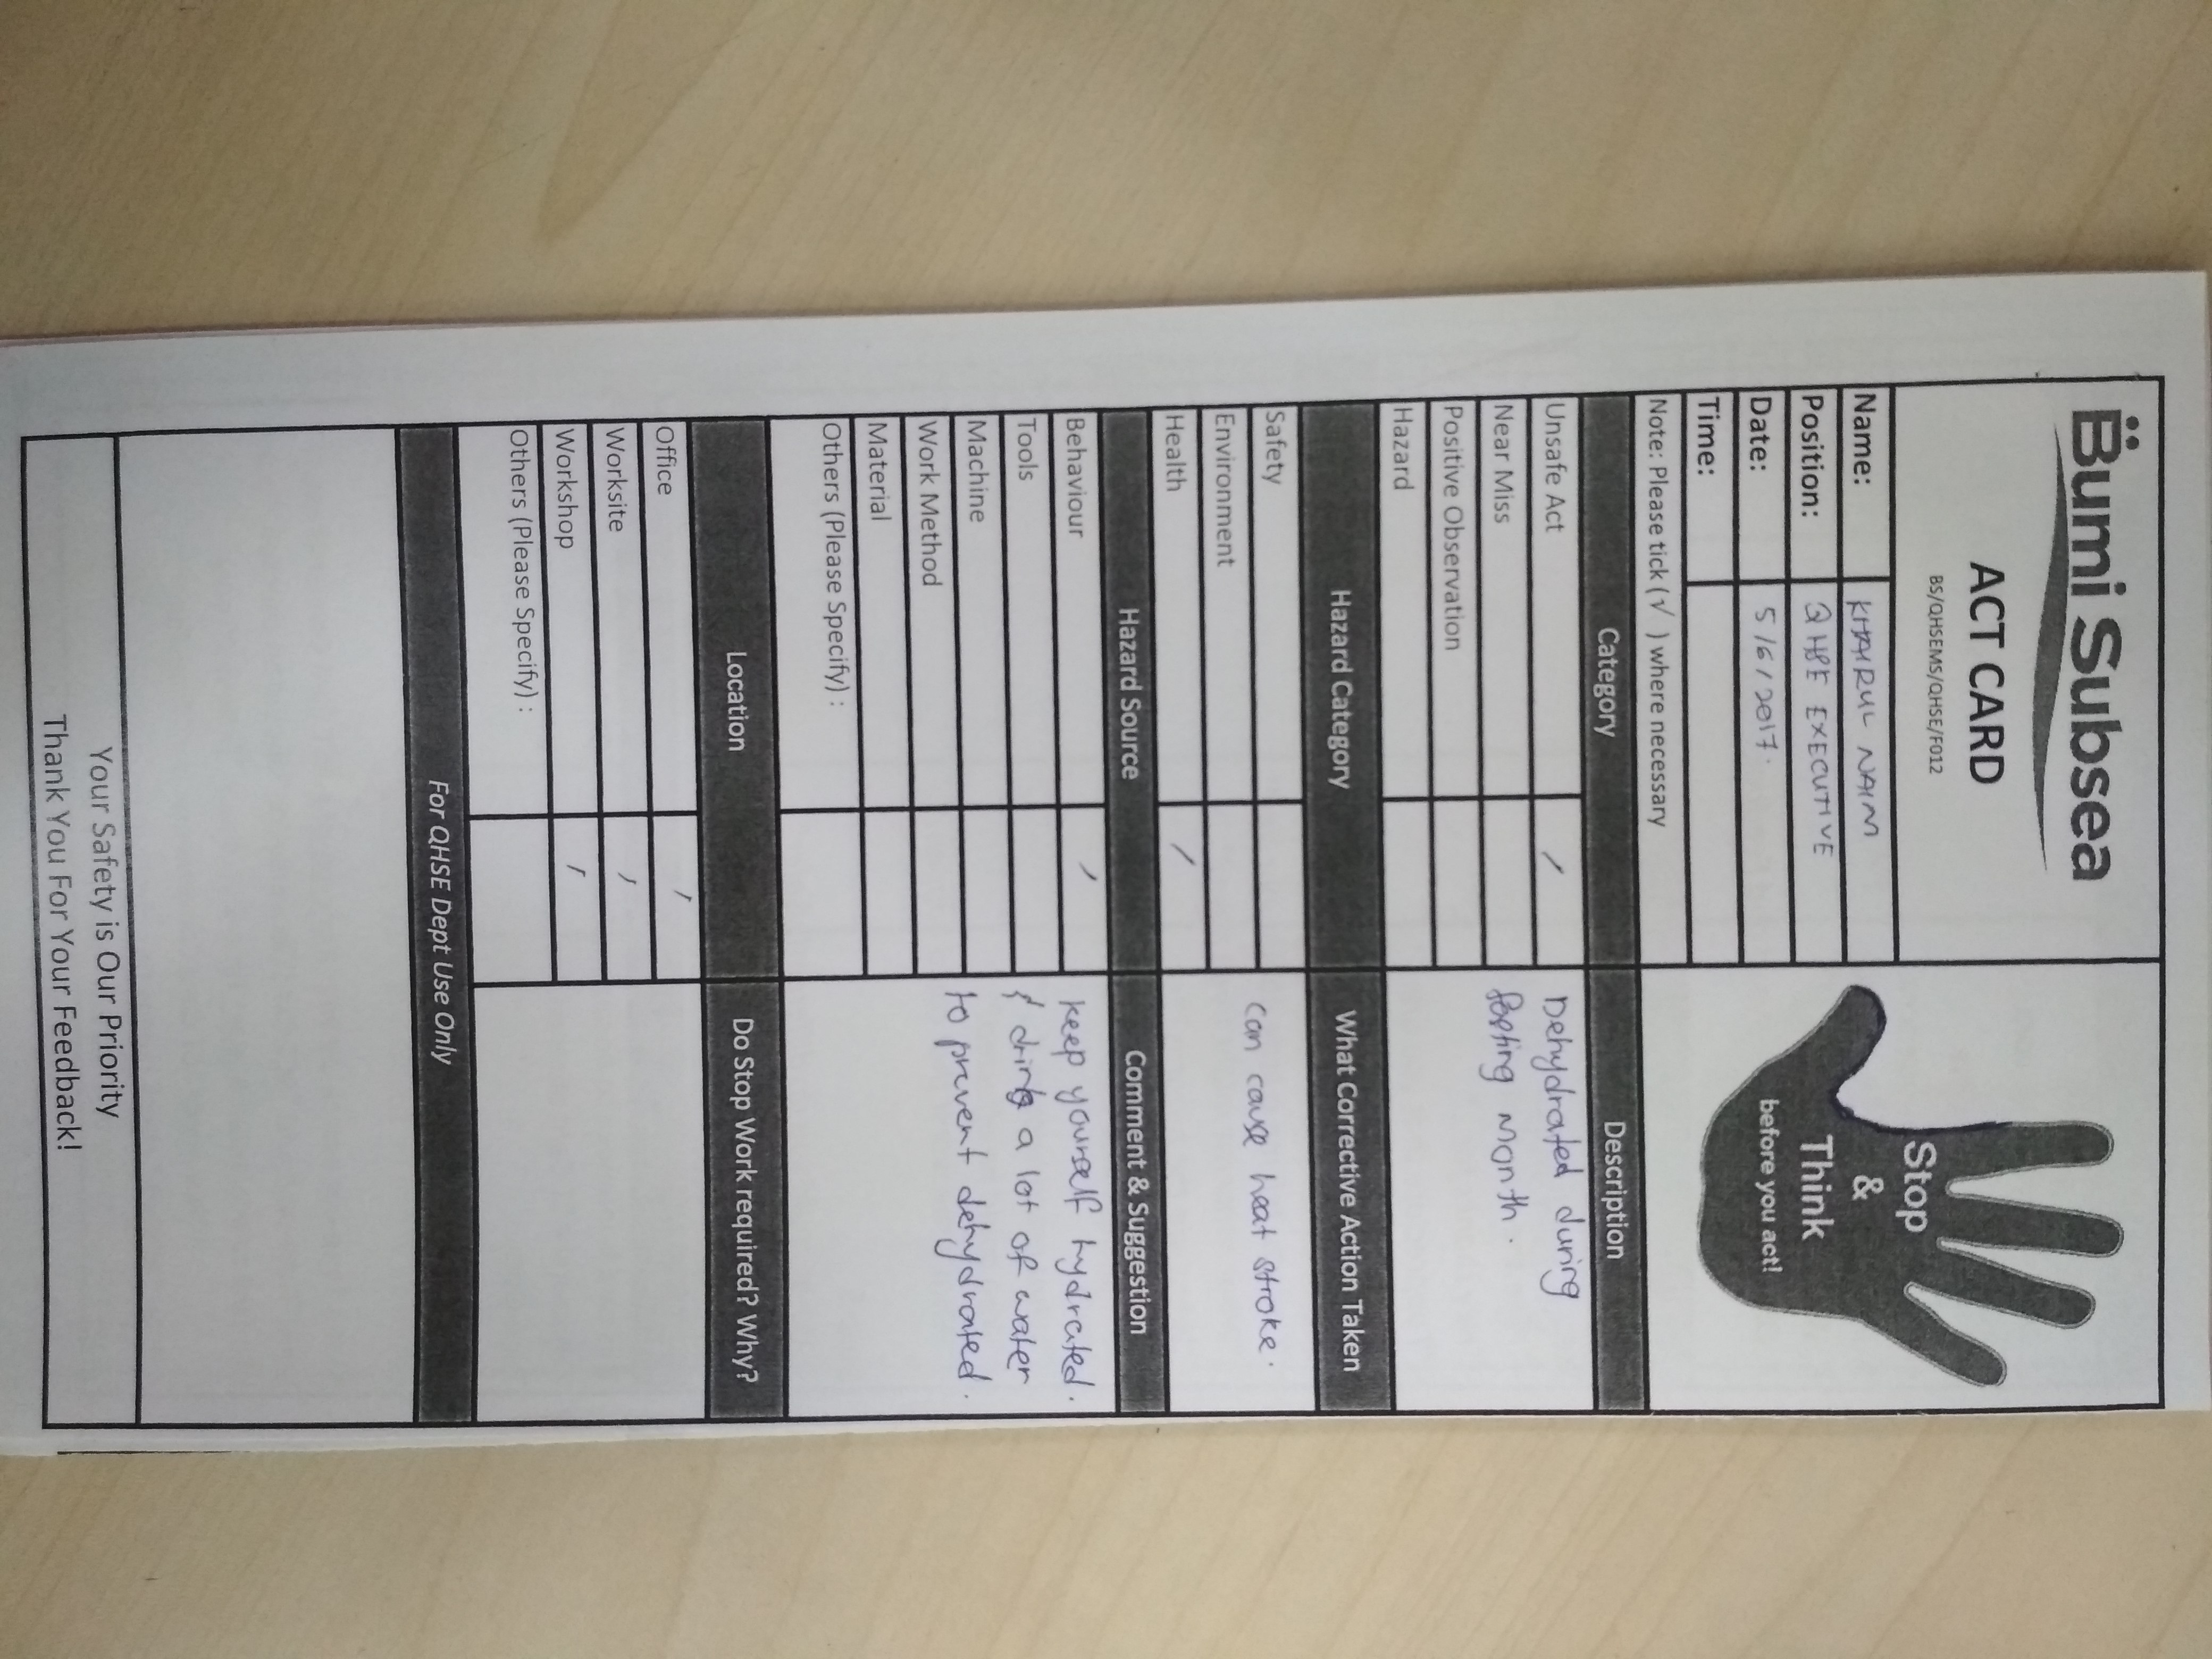 Bumi Subsea
ACT CARD
BS/QHSEMS/QHSE/F012
Stop
&
Think
before you act!
Name: KHAIRUL NAIM
Position: QHSE EXECUTIVE
Date: 5/6/2017.
Time:
Note: Please tick (√ ) where necessary
Category
Description
Unsafe Act /
Near Miss
Positive Observation
Hazard
Dehydrated during
month.
Hazard Category
What Corrective Action Taken
Safety
Environment
Health /
can cause heat stroke.
Hazard Source
Comment & Suggestion
Behaviour /
Tools
Machine
Work Method
Material
Others (Please Specify) :
keep yourself hydrated.
& drink a lot of water
to prevent dehydrated.
Location
Do Stop Work required? Why?
Office /
Worksite /
Workshop /
Others (Please Specify) :
For QHSE Dept Use Only
Your Safety is Our Priority
Thank You For Your Feedback!